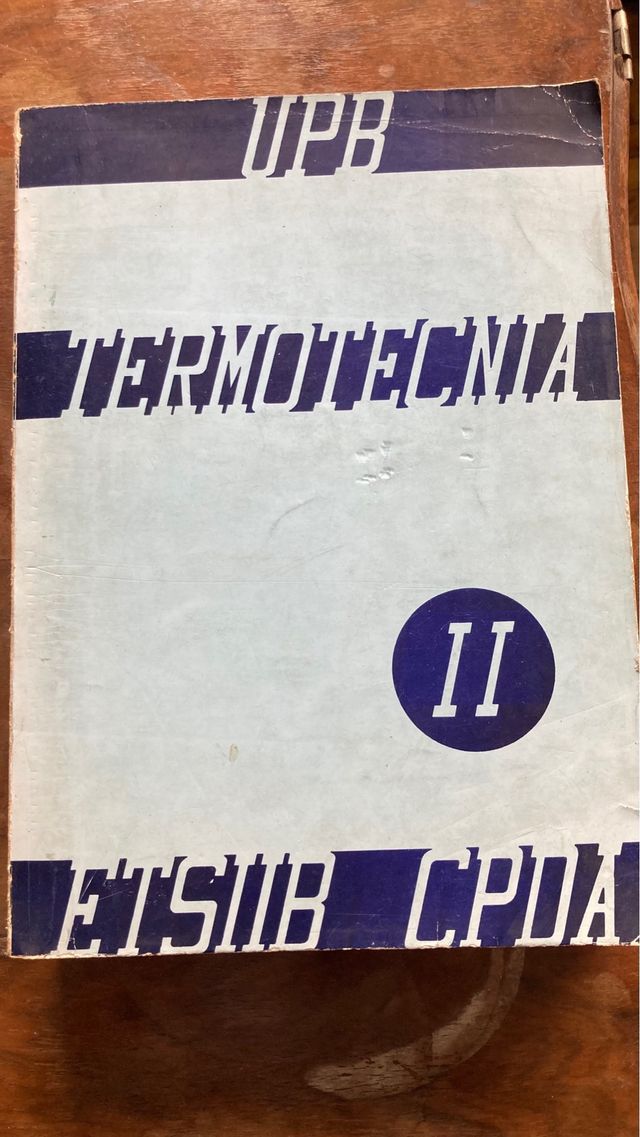 UPB
TERMOTECNIA
II
ETSIIB CPDA